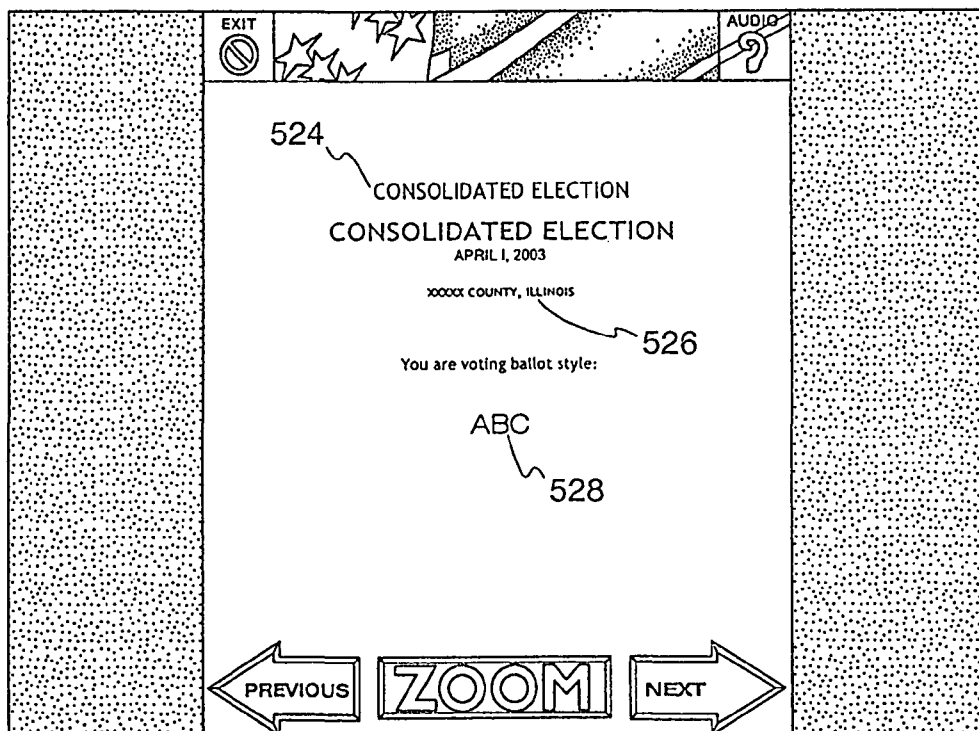 EXIT
AUDIO
524
CONSOLIDATED ELECTION
CONSOLIDATED ELECTION
APRIL 1, 2003
XXXXX COUNTY, ILLINOIS
526
You are voting ballot style:
ABC
528
PREVIOUS
ZOOM
NEXT